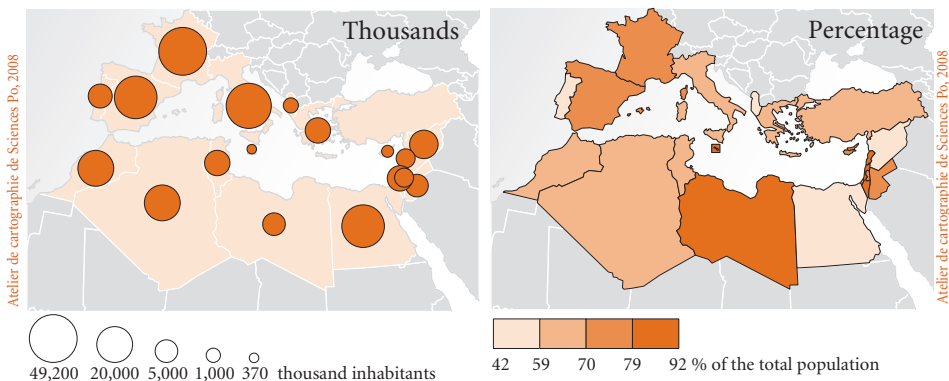 Atelier de cartographie de Sciences Po, 2008
Thousands
49,200 20,000 5,000 1,000 370 thousand inhabitants
Percentage
Atelier de cartographie de Sciences Po, 2008
42 59 70 79 92 % of the total population